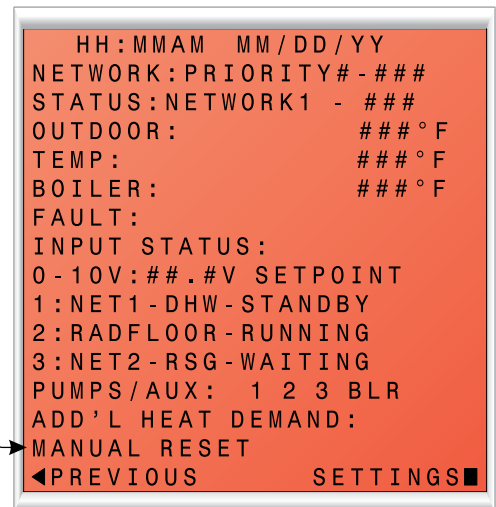 HH:MMAM MM/DD/YY
NETWORK:PRIORITY#-###
STATUS:NETWORK1 - ###
OUTDOOR: ###°F
TEMP: ###°F
BOILER: ###°F
FAULT:
INPUT STATUS:
0-10V:##.#V SETPOINT
1:NET1-DHW-STANDBY
2:RADFLOOR-RUNNING
3:NET2-RSG-WAITING
PUMPS/AUX: 1 2 3 BLR
ADD'L HEAT DEMAND:
MANUAL RESET
◀PREVIOUS SETTINGS■